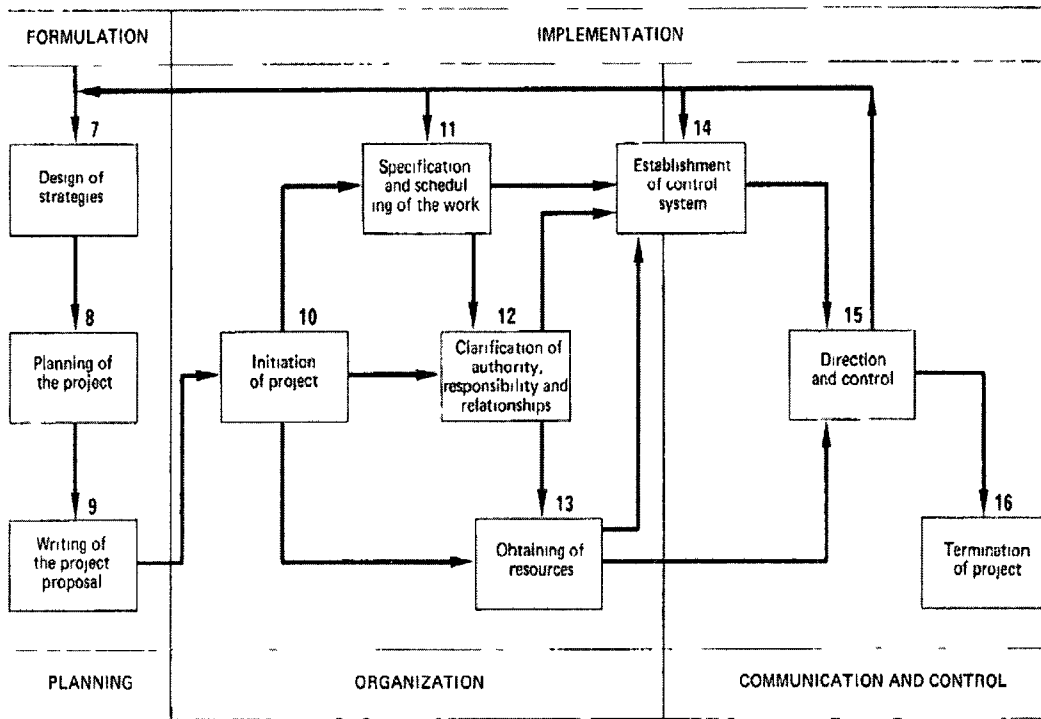 FORMULATION
IMPLEMENTATION
7
Design of
strategies
8
Planning of
the project
9
Writing of
the project
proposal
10
Initiation
of project
11
Specification
and schedul
ing of the work
12
Clarification of
authority,
responsibility and
relationships
13
Obtaining of
resources
14
Establishment
of control
system
15
Direction
and control
16
Termination
of project
PLANNING
ORGANIZATION
COMMUNICATION AND CONTROL